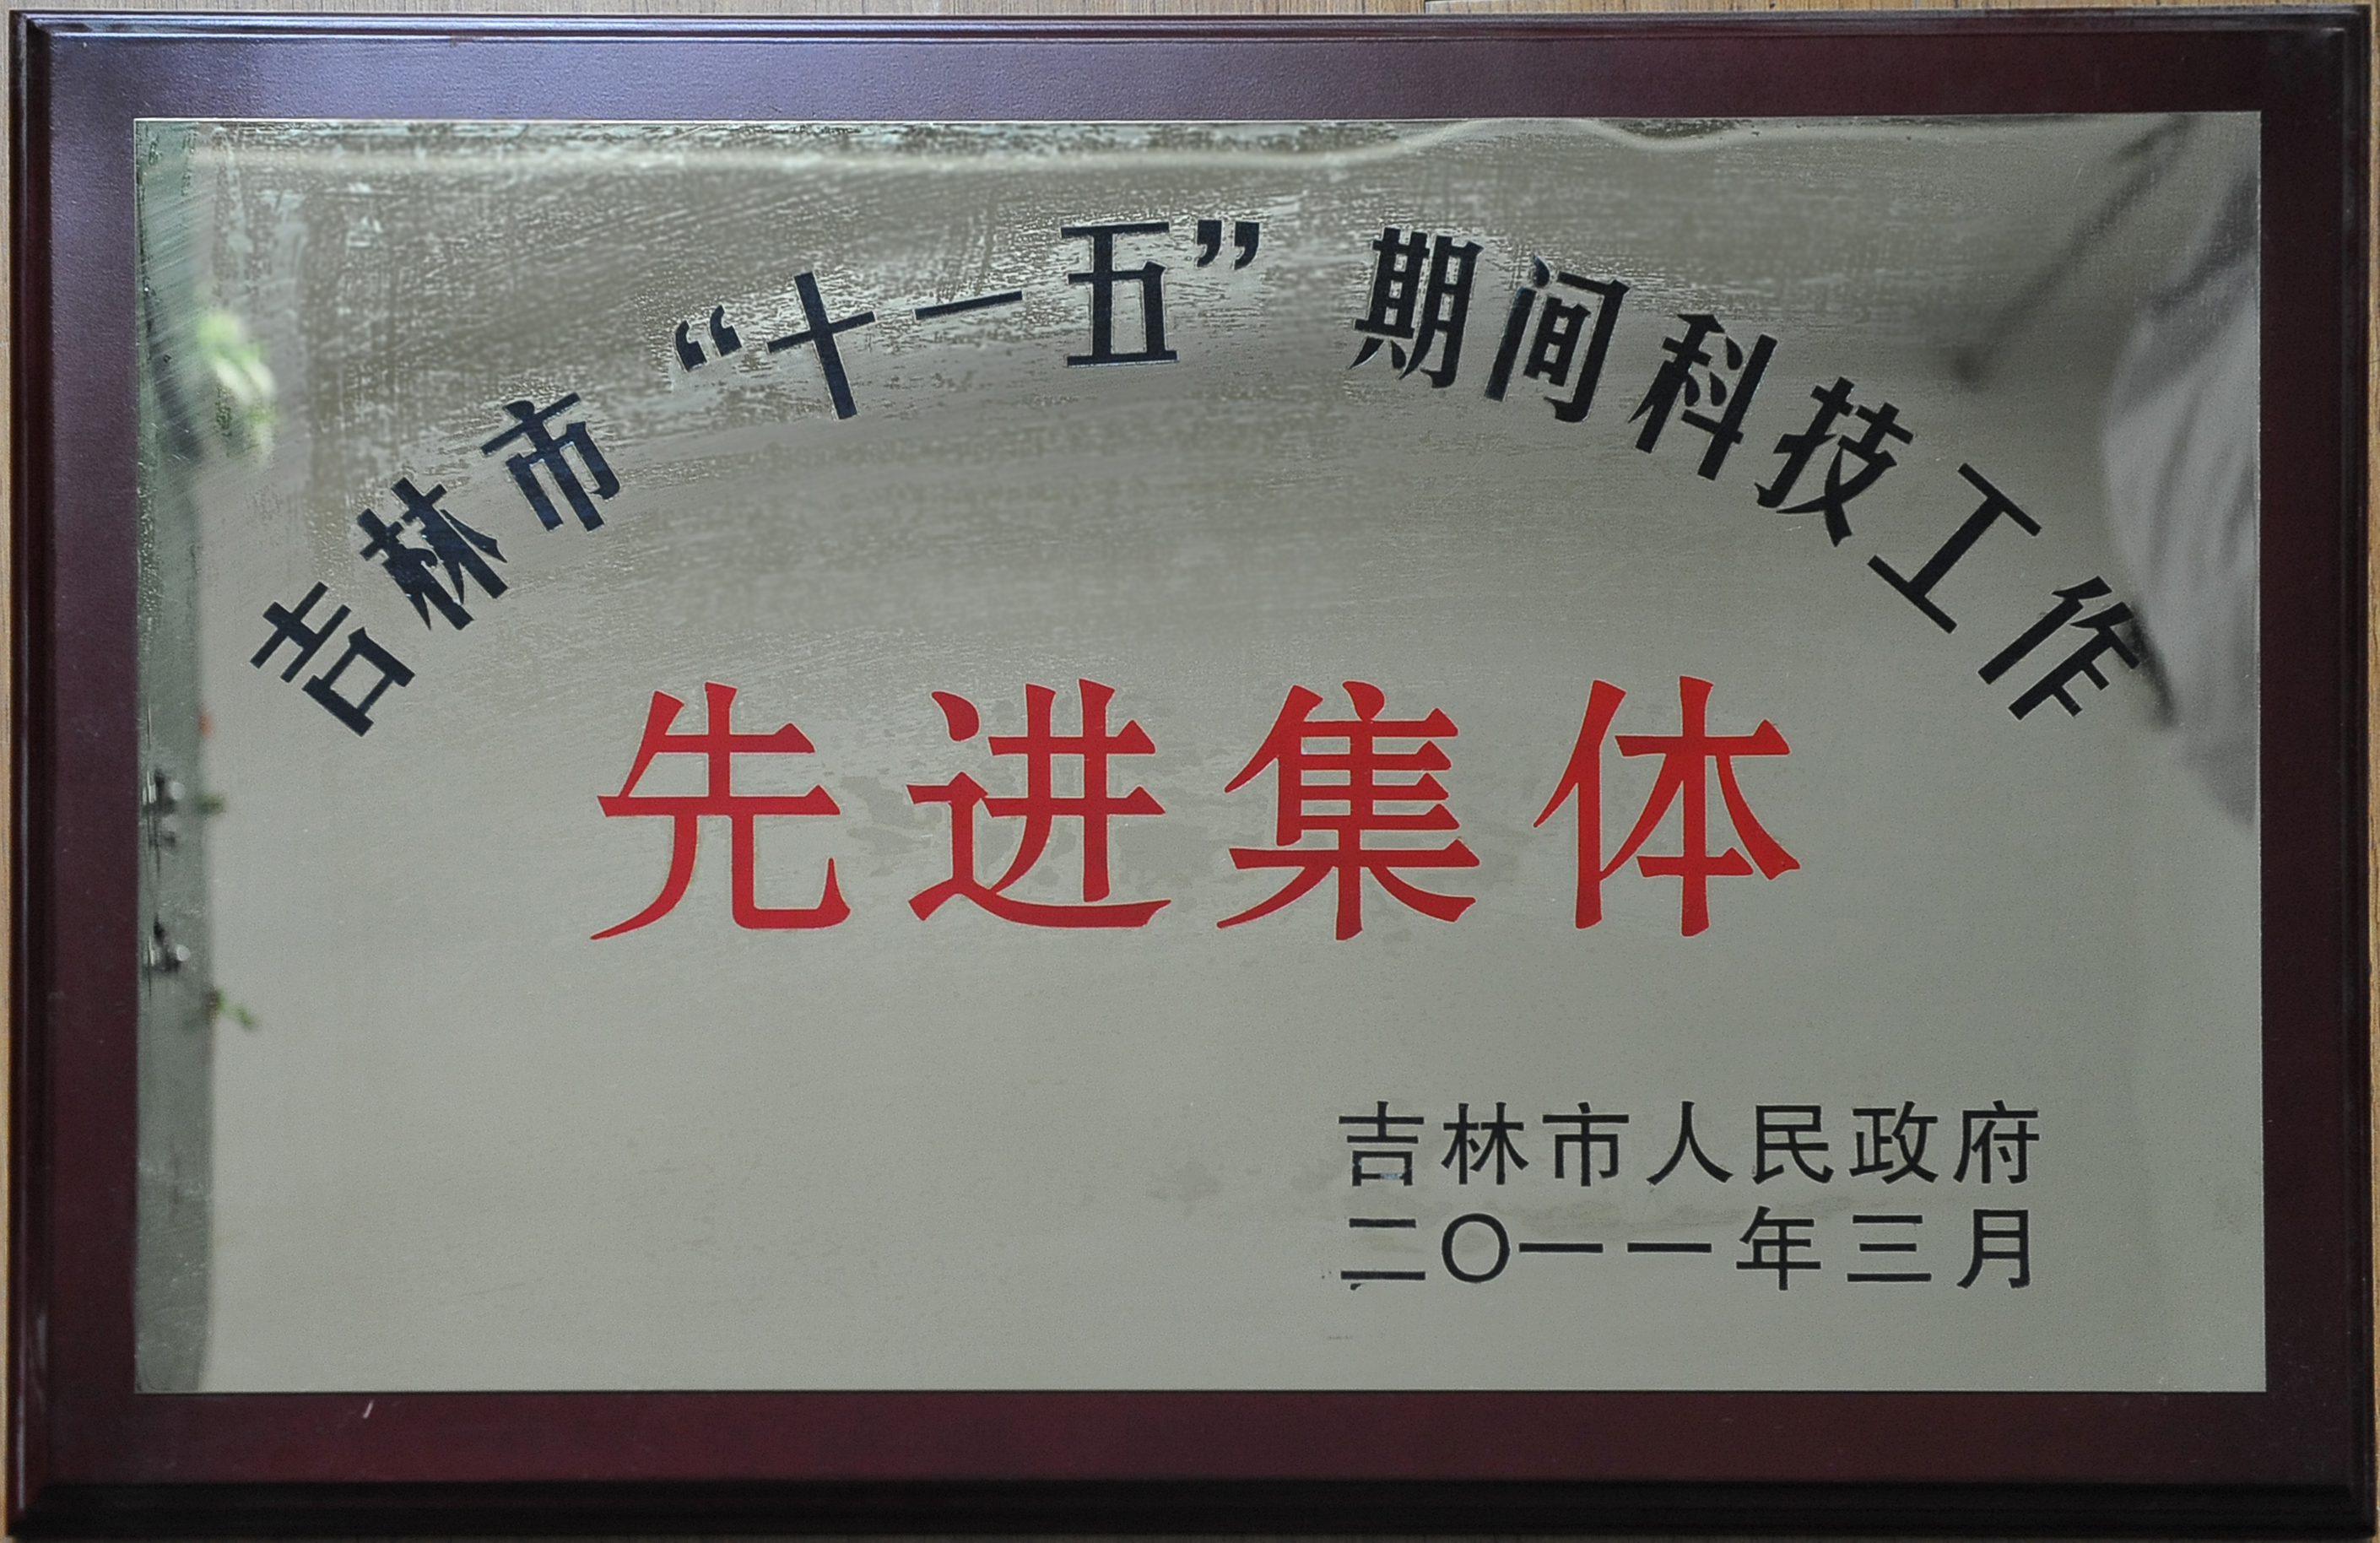 吉林市“十一五”期间科技工作
先进集体
吉林市人民政府
二〇一一年三月